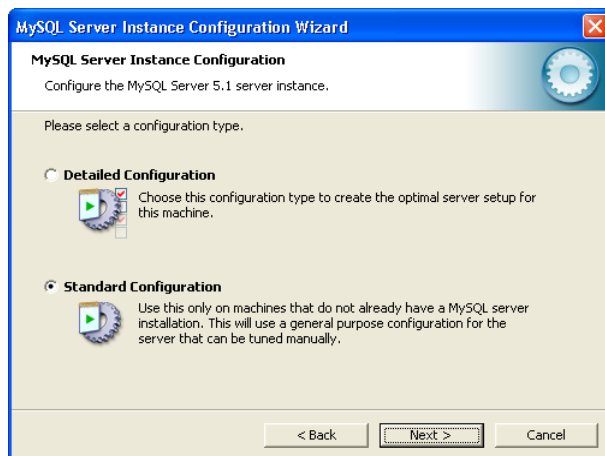 MySQL Server Instance Configuration Wizard
MySQL Server Instance Configuration
Configure the MySQL Server 5.1 server instance.
Please select a configuration type.
Detailed Configuration
Choose this configuration type to create the optimal server setup for
this machine.
Standard Configuration
Use this only on machines that do not already have a MySQL server
installation. This will use a general purpose configuration for the
server that can be tuned manually.
< Back
Next >
Cancel